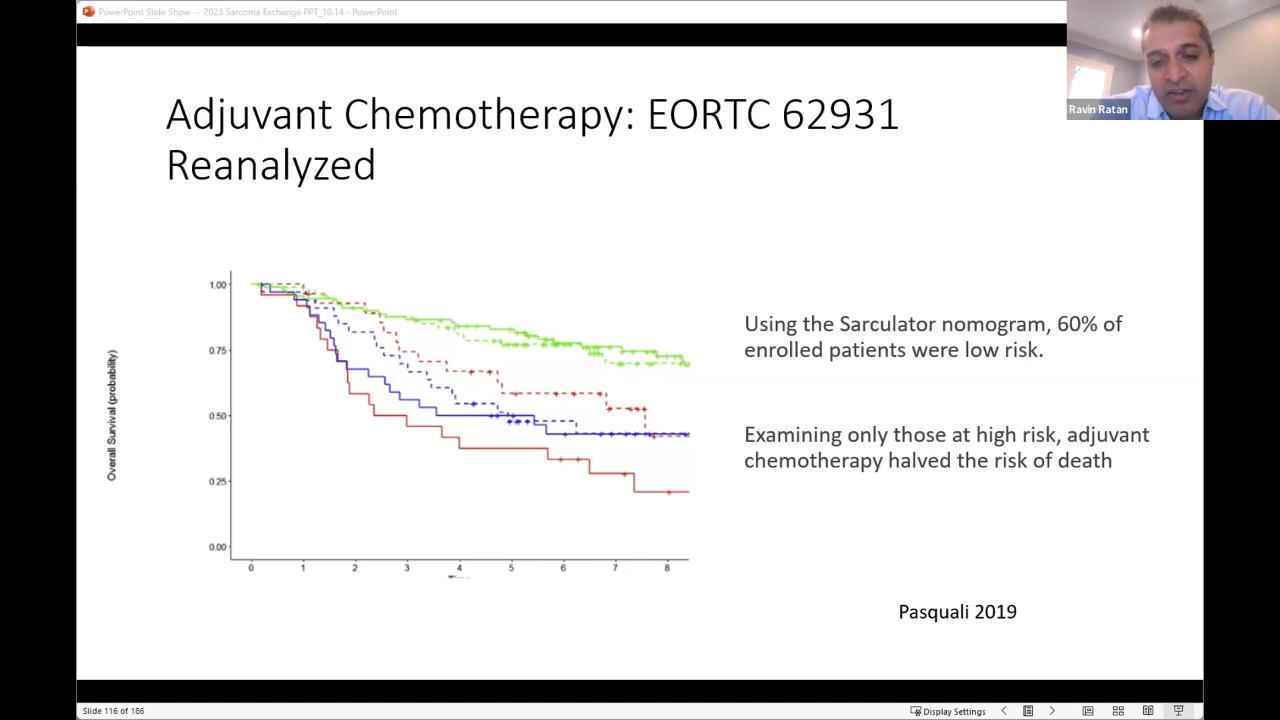 PowerPoint Slide Show - 2023 Sarcoma Exchange PPT_10.14 - PowerPoint
Ravin Ratan
Adjuvant Chemotherapy: EORTC 62931
Reanalyzed
Overall Survival (probability)
1.00
0.75
0.50
0.25
0.00
0 1 2 3 4 5 6 7 8
Using the Sarculator nomogram, 60% of
enrolled patients were low risk.
Examining only those at high risk, adjuvant
chemotherapy halved the risk of death
Pasquali 2019
Slide 116 of 186
Display Settings